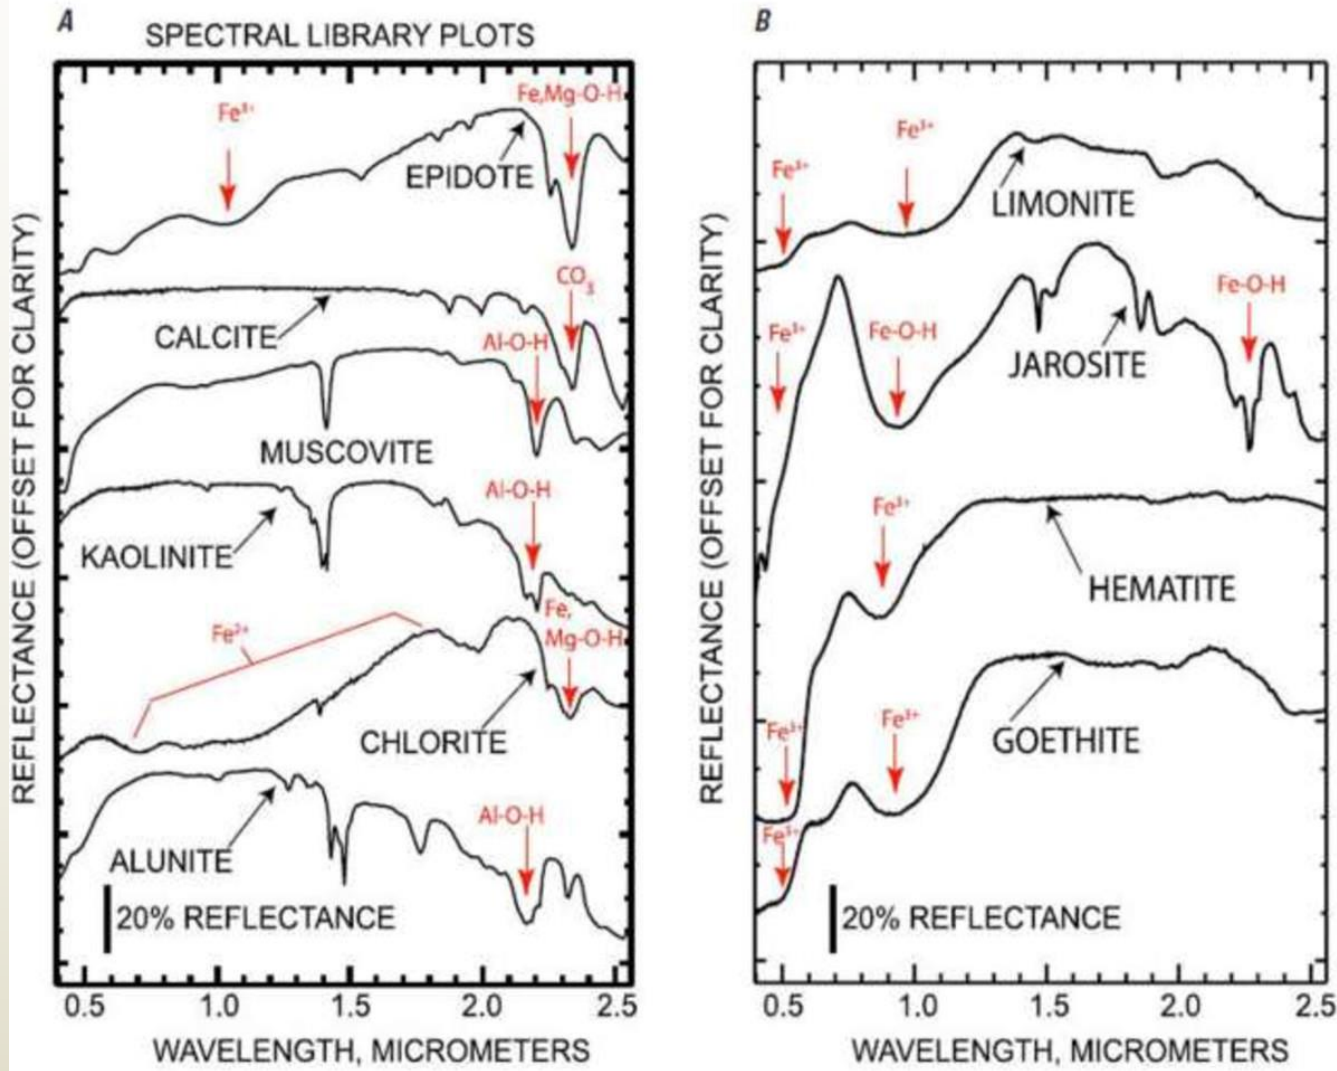 A
SPECTRAL LIBRARY PLOTS
REFLECTANCE (OFFSET FOR CLARITY)
Fe³⁺
Fe,Mg-O-H
EPIDOTE
CO₃
CALCITE
Al-O-H
MUSCOVITE
Al-O-H
KAOLINITE
Fe,
Mg-O-H
Fe²⁺
CHLORITE
Al-O-H
ALUNITE
20% REFLECTANCE
0.5 1.0 1.5 2.0 2.5
WAVELENGTH, MICROMETERS
B
REFLECTANCE (OFFSET FOR CLARITY)
Fe³⁺
Fe³⁺
LIMONITE
Fe-O-H
Fe³⁺
Fe-O-H
JAROSITE
Fe³⁺
HEMATITE
Fe³⁺
Fe³⁺
GOETHITE
Fe³⁺
20% REFLECTANCE
0.5 1.0 1.5 2.0 2.5
WAVELENGTH, MICROMETERS